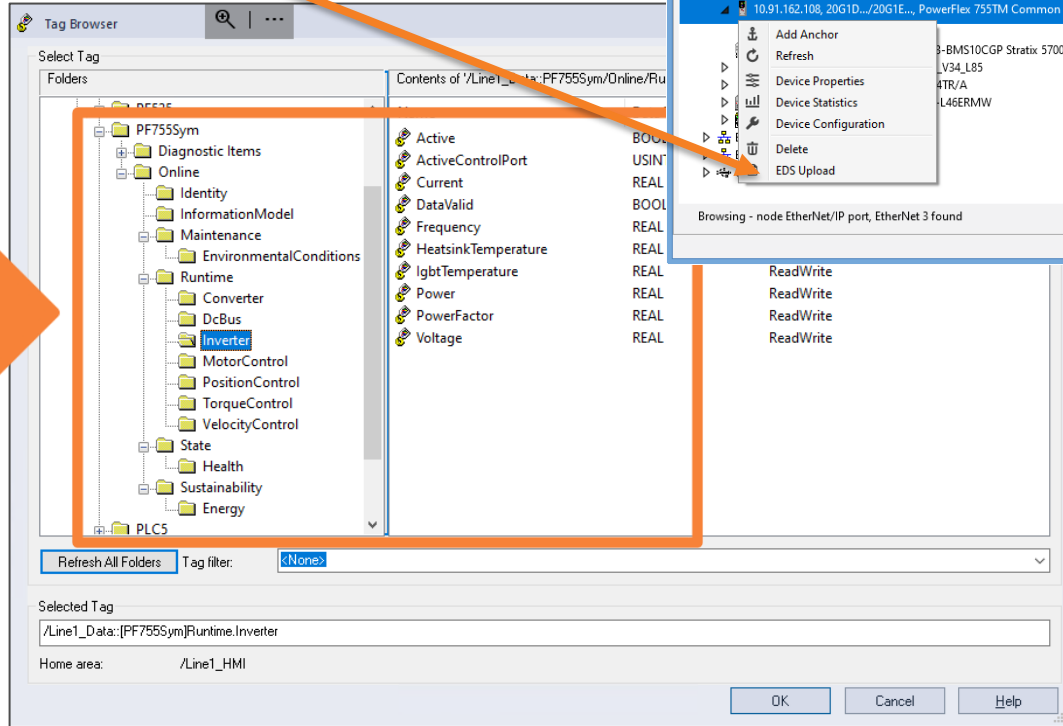 Tag Browser
Select Tag
Folders
Contents of '/Line1_Data::PF755Sym/Online/Ru
PF755Sym
Diagnostic Items
Online
Identity
InformationModel
Maintenance
EnvironmentalConditions
Runtime
Converter
DcBus
Inverter
MotorControl
PositionControl
TorqueControl
VelocityControl
State
Health
Sustainability
Energy
PLC5
Active BOOL
ActiveControlPort USINT
Current REAL
DataValid BOOL
Frequency REAL
HeatsinkTemperature REAL
IgbtTemperature REAL ReadWrite
Power REAL ReadWrite
PowerFactor REAL ReadWrite
Voltage REAL ReadWrite
10.91.162.108, 20G1D.../20G1E..., PowerFlex 755TM Common
Add Anchor
Refresh
Device Properties
Device Statistics
Device Configuration
Delete
EDS Upload
3-BMS10CGP Stratix 5700
_V34_L85
4TR/A
-L46ERMW
Browsing - node EtherNet/IP port, EtherNet 3 found
Refresh All Folders Tag filter: <None>
Selected Tag
/Line1_Data::[PF755Sym]Runtime.Inverter
Home area: /Line1_HMI
OK Cancel Help